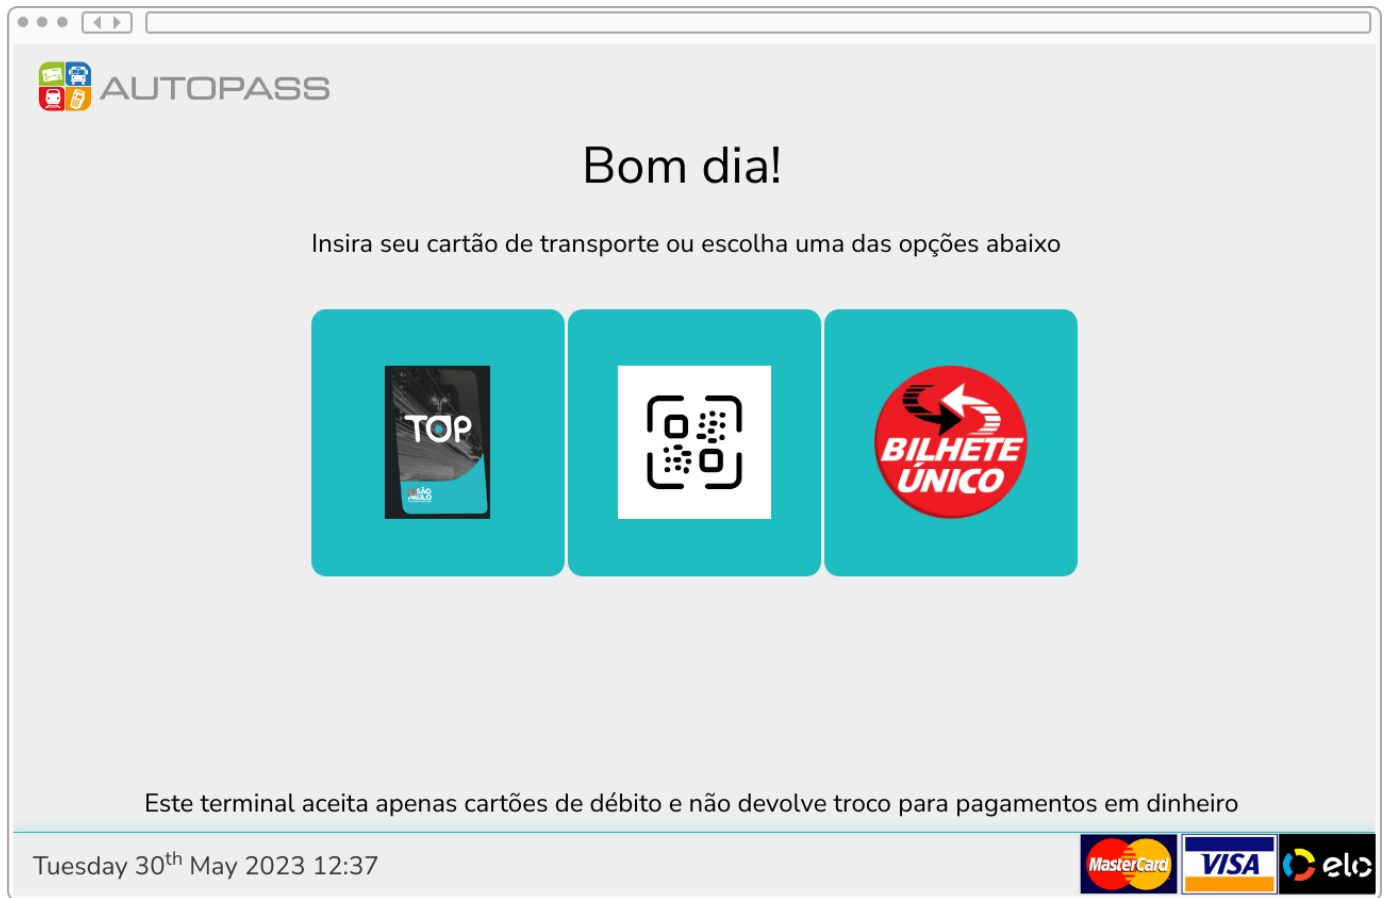 AUTOPASS
Bom dia!
Insira seu cartão de transporte ou escolha uma das opções abaixo
TOP
SÃO
PAULO
BILHETE
ÚNICO
Este terminal aceita apenas cartões de débito e não devolve troco para pagamentos em dinheiro
Tuesday 30th May 2023 12:37
MasterCard
VISA
elo